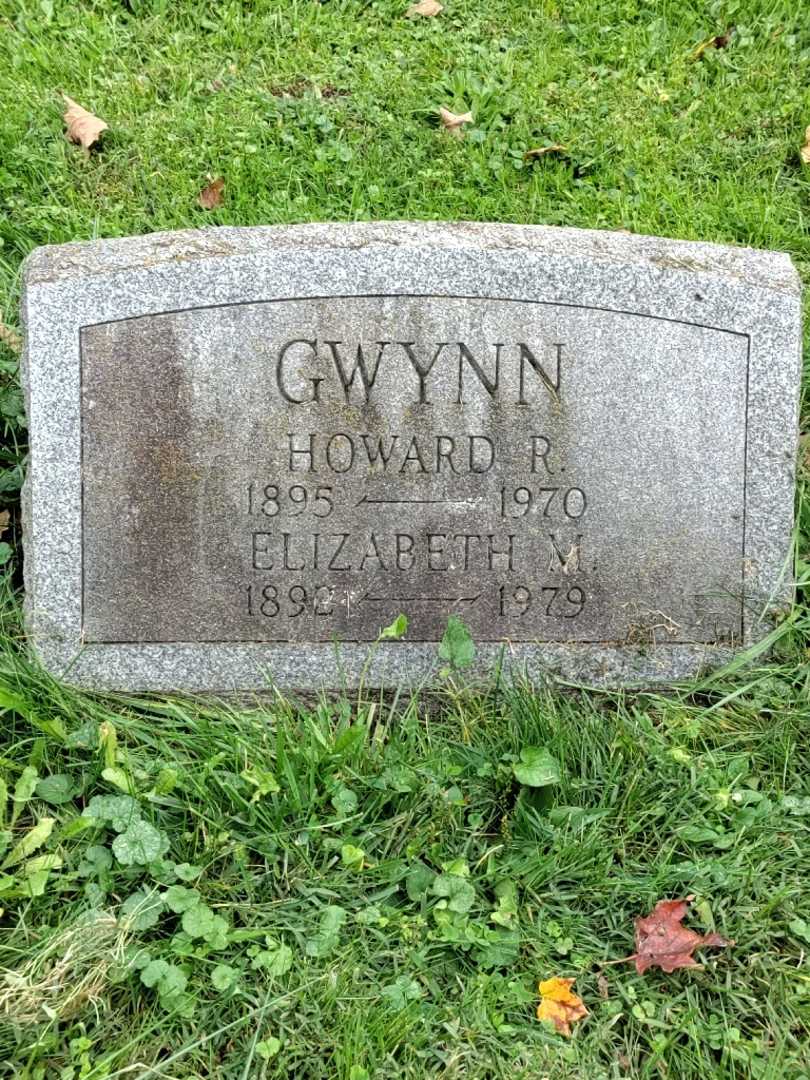 GWYNN
HOWARD R.
1895 — 1970
ELIZABETH M.
1892 — 1979